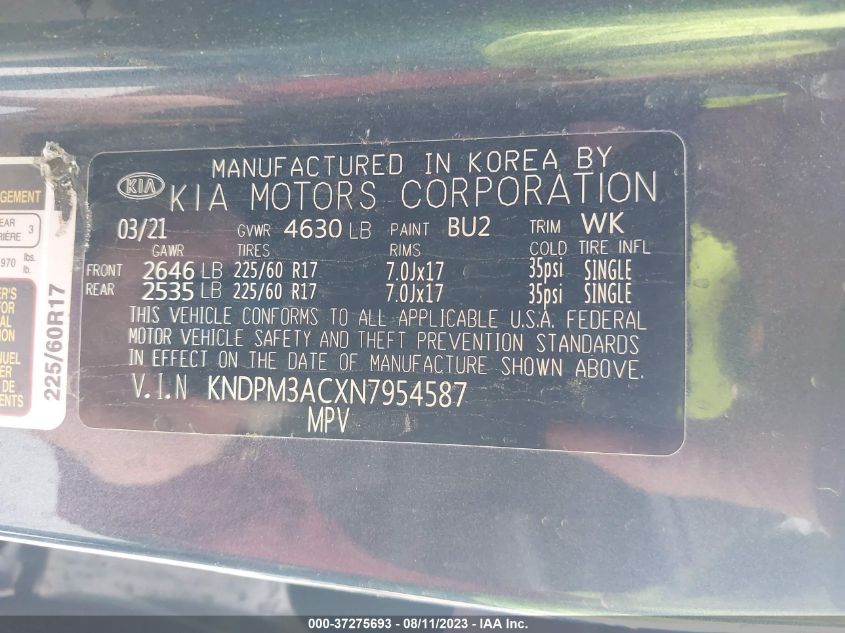 MANUFACTURED IN KOREA BY
KIA KIA MOTORS CORPORATION
03/21 GVWR 4630 LB PAINT BU2 TRIM WK
GAWR TIRES RIMS COLD TIRE INFL
FRONT 2646 LB 225/60 R17 7.0Jx17 35psi SINGLE
REAR 2535 LB 225/60 R17 7.0Jx17 35psi SINGLE
THIS VEHICLE CONFORMS TO ALL APPLICABLE U.S.A. FEDERAL
MOTOR VEHICLE SAFETY AND THEFT PREVENTION STANDARDS
IN EFFECT ON THE DATE OF MANUFACTURE SHOWN ABOVE.
V.I.N KNDPM3ACXN7954587
MPV
225/60R17
3
970 lbs.
000-37275693 - 08/11/2023 - IAA Inc.